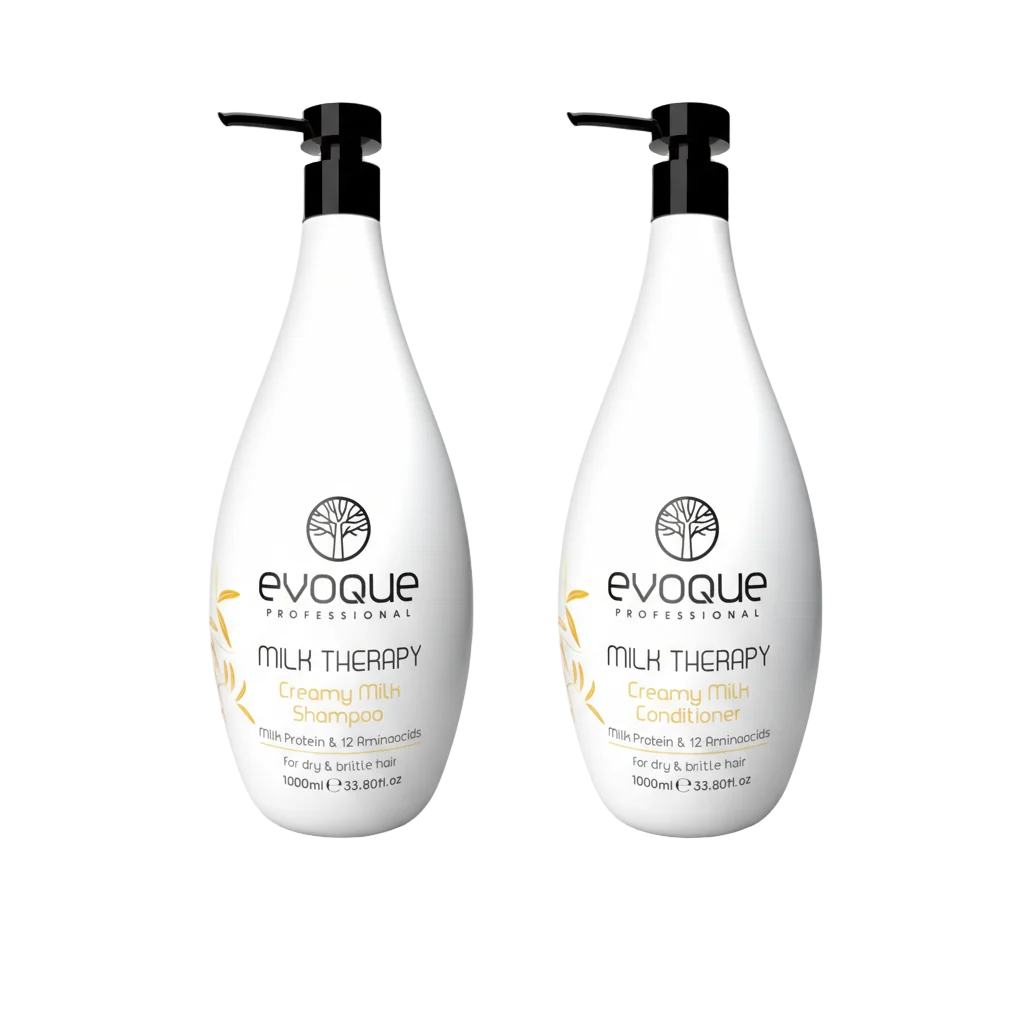 evoque
PROFESSIONAL
MILK THERAPY
Creamy Milk
Shampoo
Milk Protein & 12 Aminoacids
For dry & brittle hair
1000ml ℮ 33.80fl.oz
evoque
PROFESSIONAL
MILK THERAPY
Creamy Milk
Conditioner
Milk Protein & 12 Aminoacids
For dry & brittle hair
1000ml ℮ 33.80fl.oz